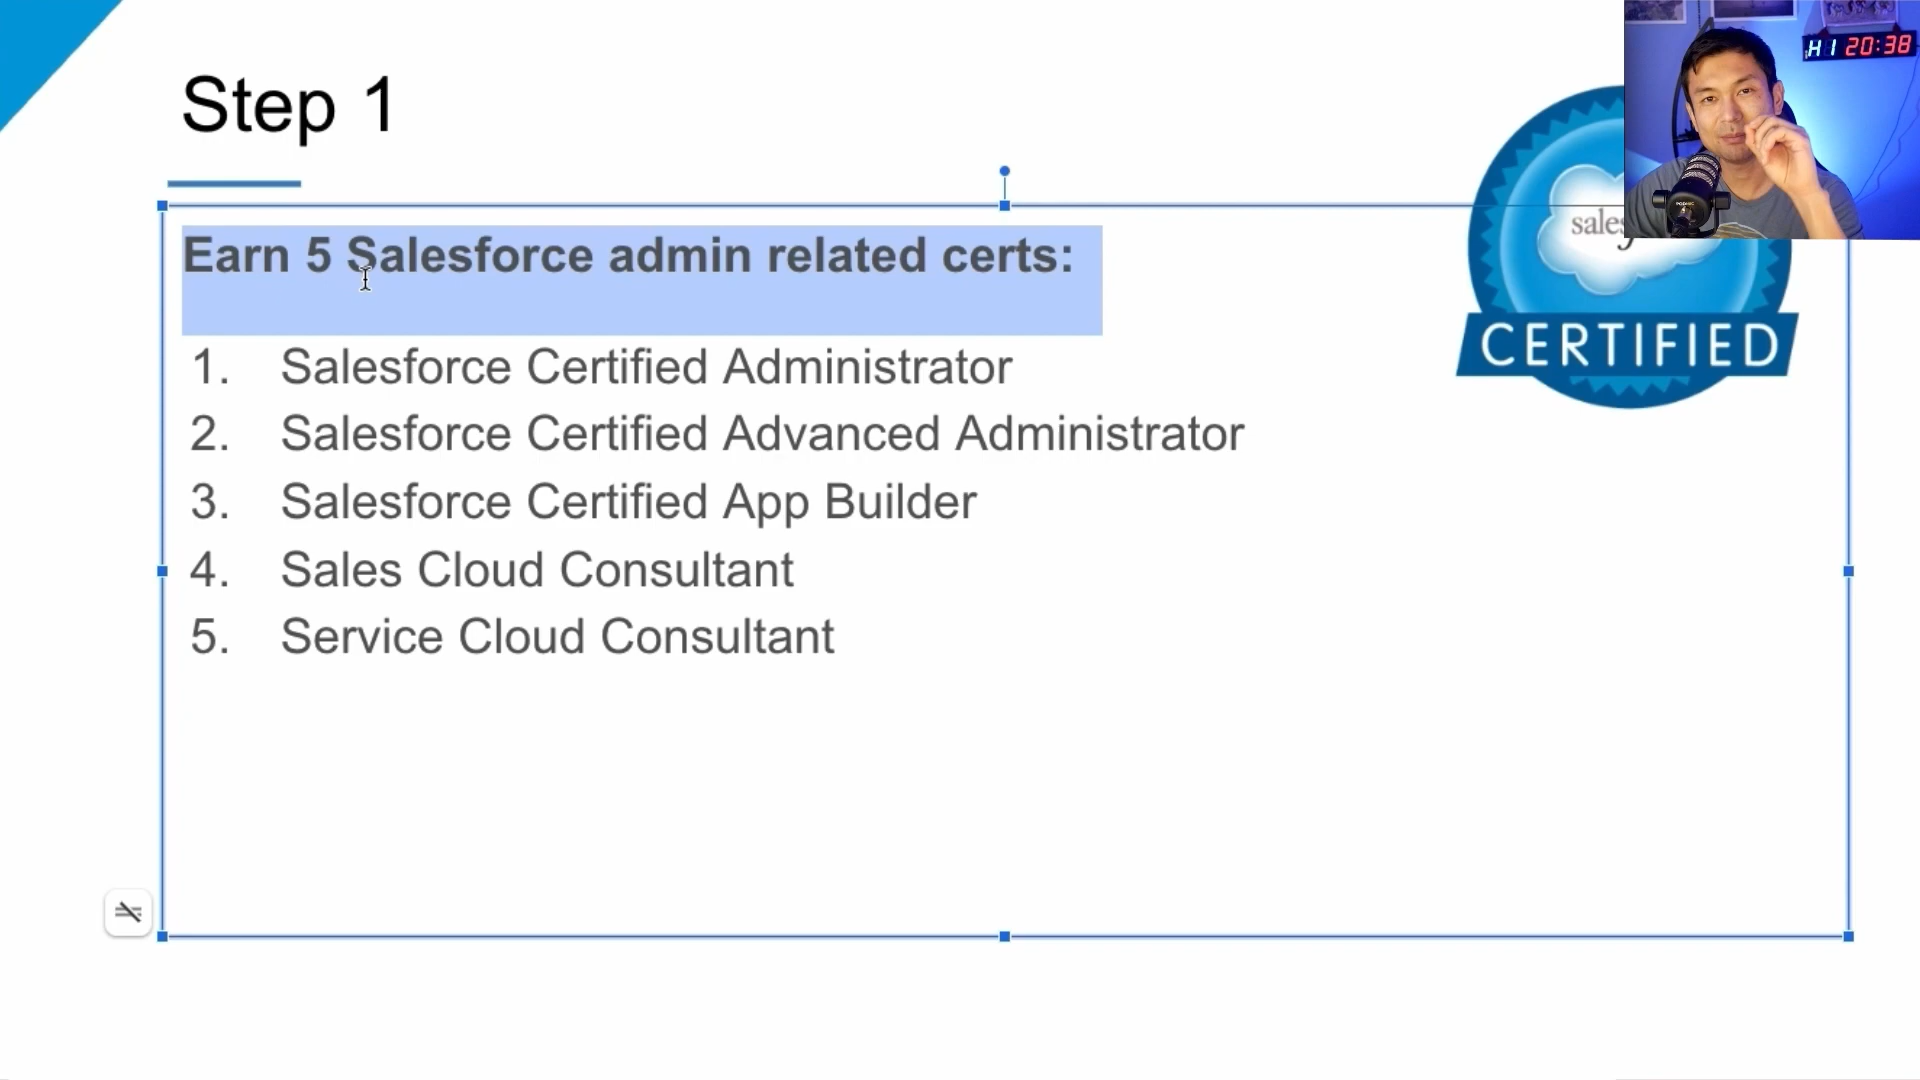 Step 1
HI 20:38
Earn 5 Salesforce admin related certs:
1. Salesforce Certified Administrator
2. Salesforce Certified Advanced Administrator
3. Salesforce Certified App Builder
4. Sales Cloud Consultant
5. Service Cloud Consultant
CERTIFIED